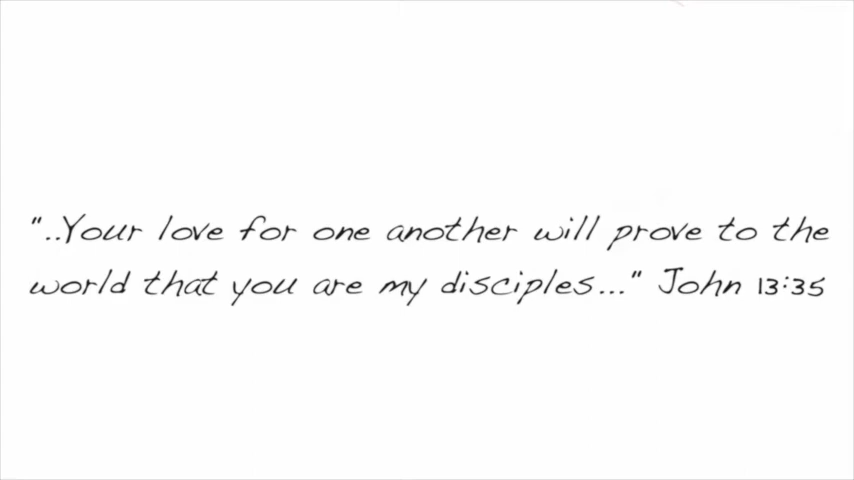 "..Your love for one another will prove to the
world that you are my disciples..." John 13:35